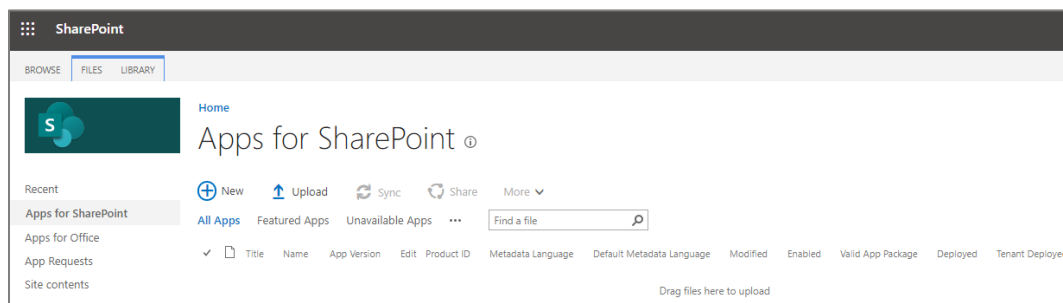 SharePoint
BROWSE FILES LIBRARY
S
Home
Apps for SharePoint
New Upload Sync Share More
All Apps Featured Apps Unavailable Apps ... Find a file
Title Name App Version Edit Product ID Metadata Language Default Metadata Language Modified Enabled Valid App Package Deployed Tenant Deploye
Drag files here to upload
Recent
Apps for SharePoint
Apps for Office
App Requests
Site contents